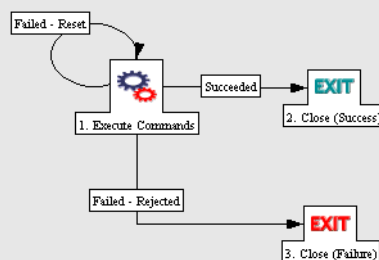 Failed - Reset
Succeeded
EXIT
1. Execute Commands
2. Close (Success)
Failed - Rejected
EXIT
3. Close (Failure)